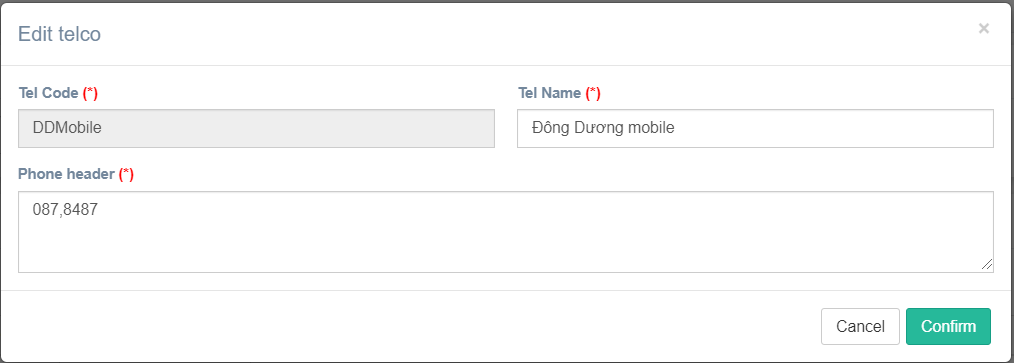 Edit telco
×
Tel Code (*)
Tel Name (*)
DDMobile
Đông Dương mobile
Phone header (*)
087,8487
Cancel
Confirm